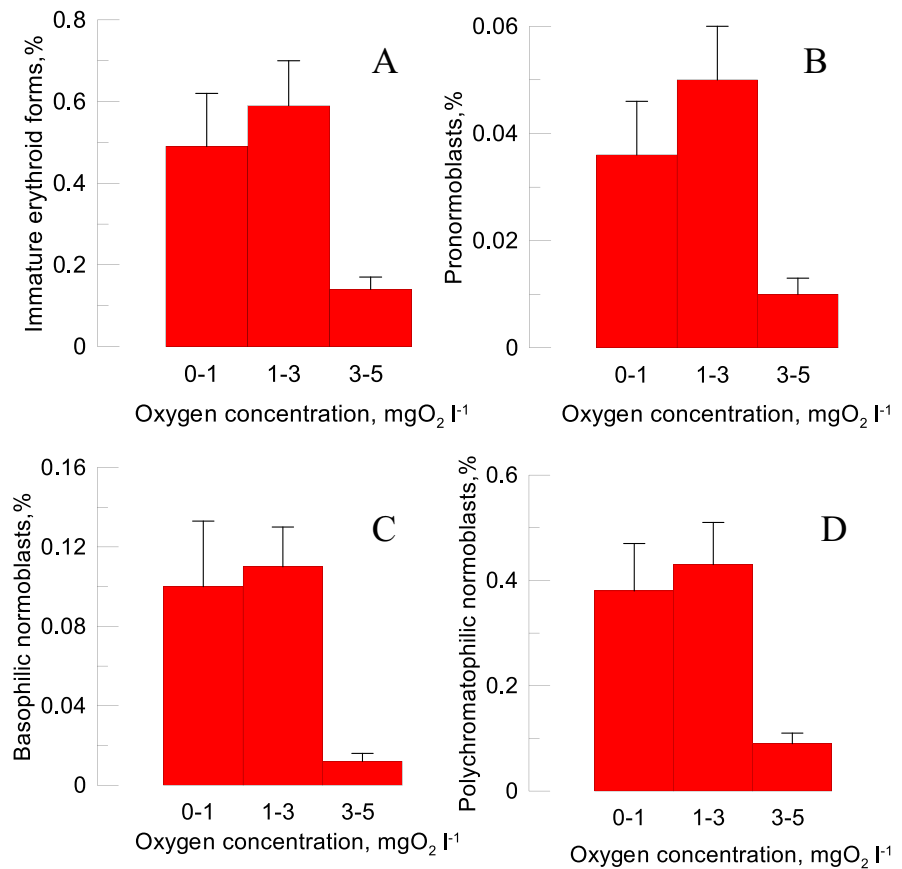 A
Immature erythroid forms,%
0.8
0.6
0.4
0.2
0
0-1 1-3 3-5
Oxygen concentration, mgO₂ l⁻¹
B
Pronormoblasts,%
0.06
0.04
0.02
0
0-1 1-3 3-5
Oxygen concentration, mgO₂ l⁻¹
C
Basophilic normoblasts,%
0.16
0.12
0.08
0.04
0
0-1 1-3 3-5
Oxygen concentration, mgO₂ l⁻¹
D
Polychromatophilic normoblasts,%
0.6
0.4
0.2
0
0-1 1-3 3-5
Oxygen concentration, mgO₂ l⁻¹